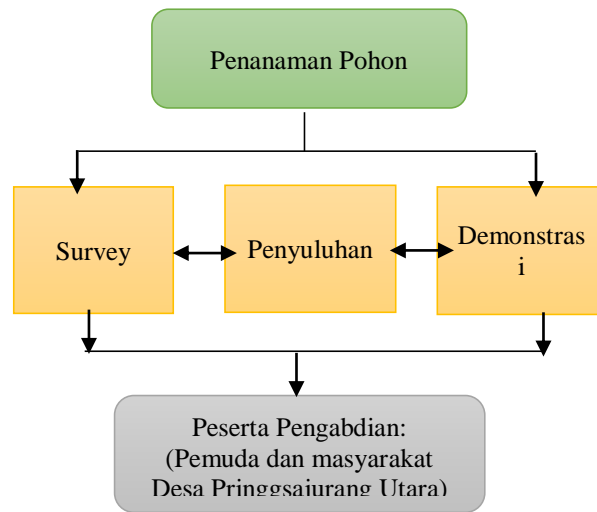 Penanaman Pohon
Survey
Penyuluhan
Demonstras
i
Peserta Pengabdian:
(Pemuda dan masyarakat
Desa Pringgsajurang Utara)